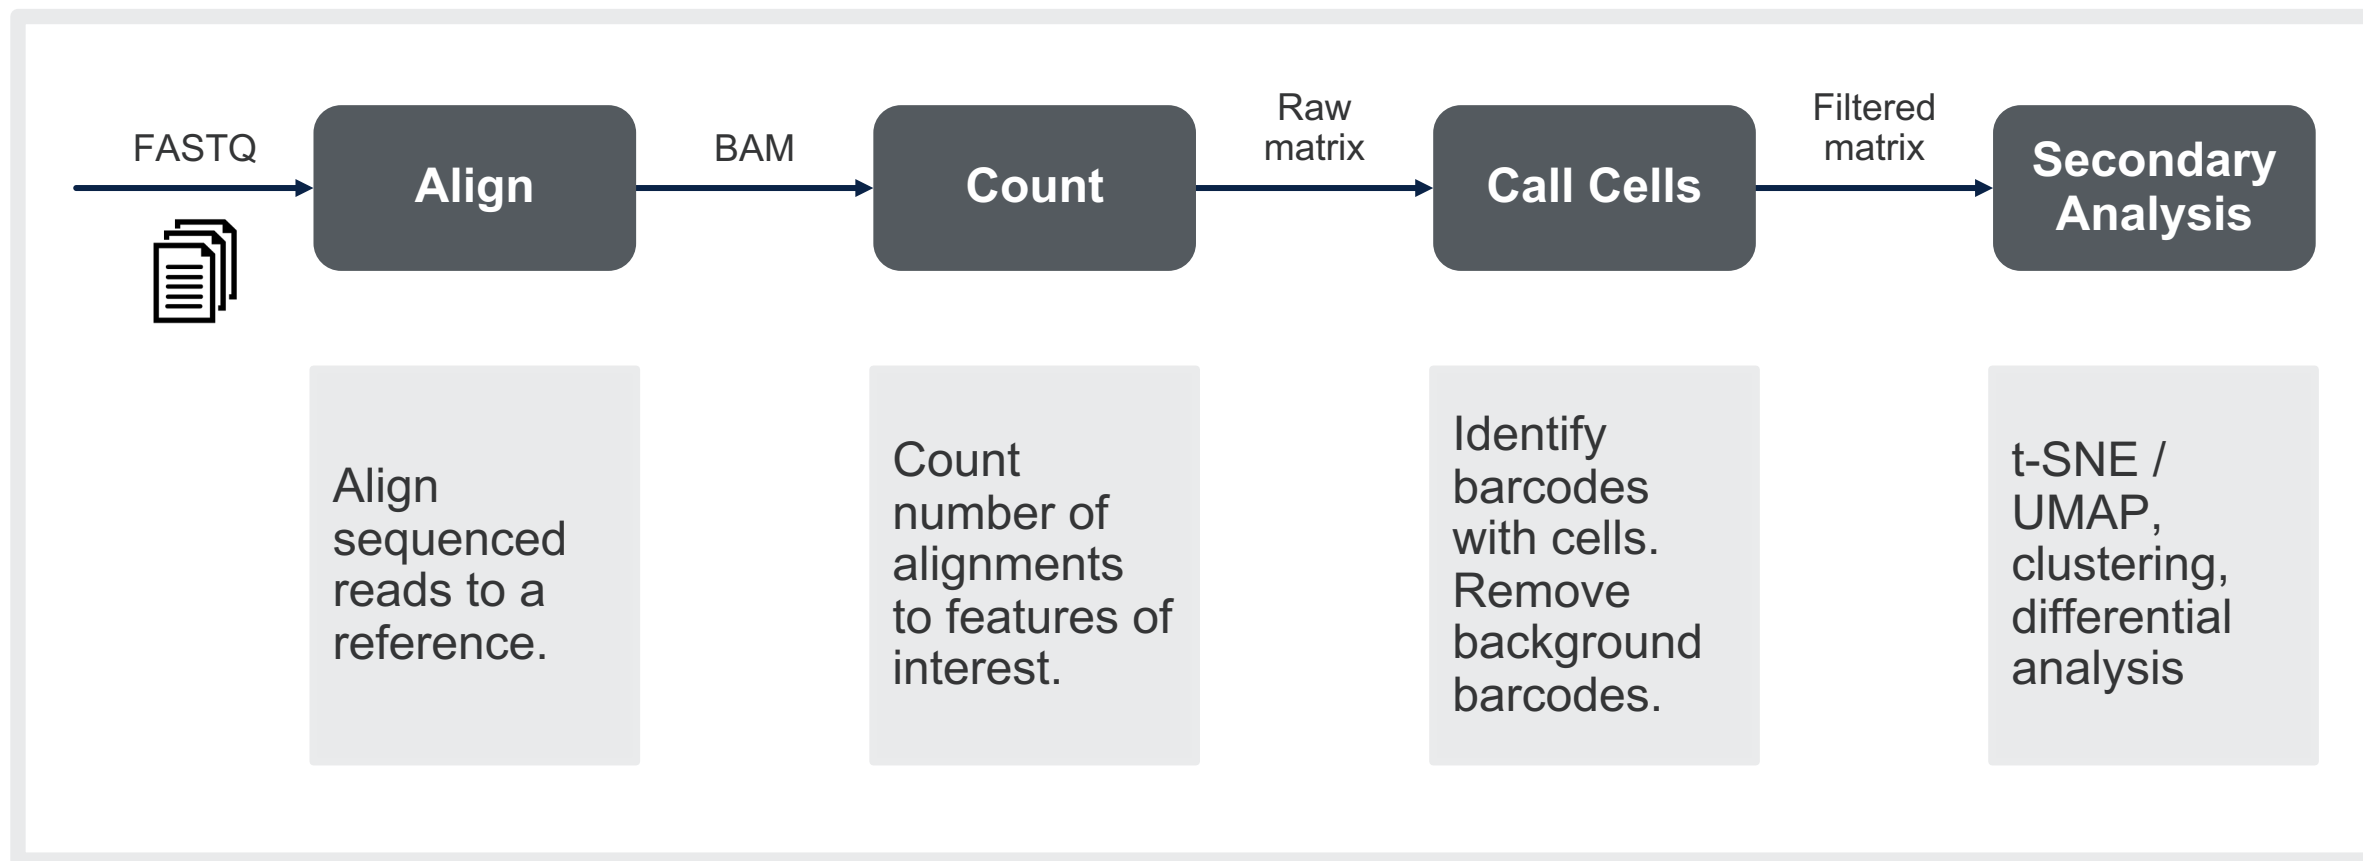 FASTQ
Align
BAM
Count
Raw
matrix
Call Cells
Filtered
matrix
Secondary
Analysis
Align
sequenced
reads to a
reference.
Count
number of
alignments
to features of
interest.
Identify
barcodes
with cells.
Remove
background
barcodes.
t-SNE /
UMAP,
clustering,
differential
analysis